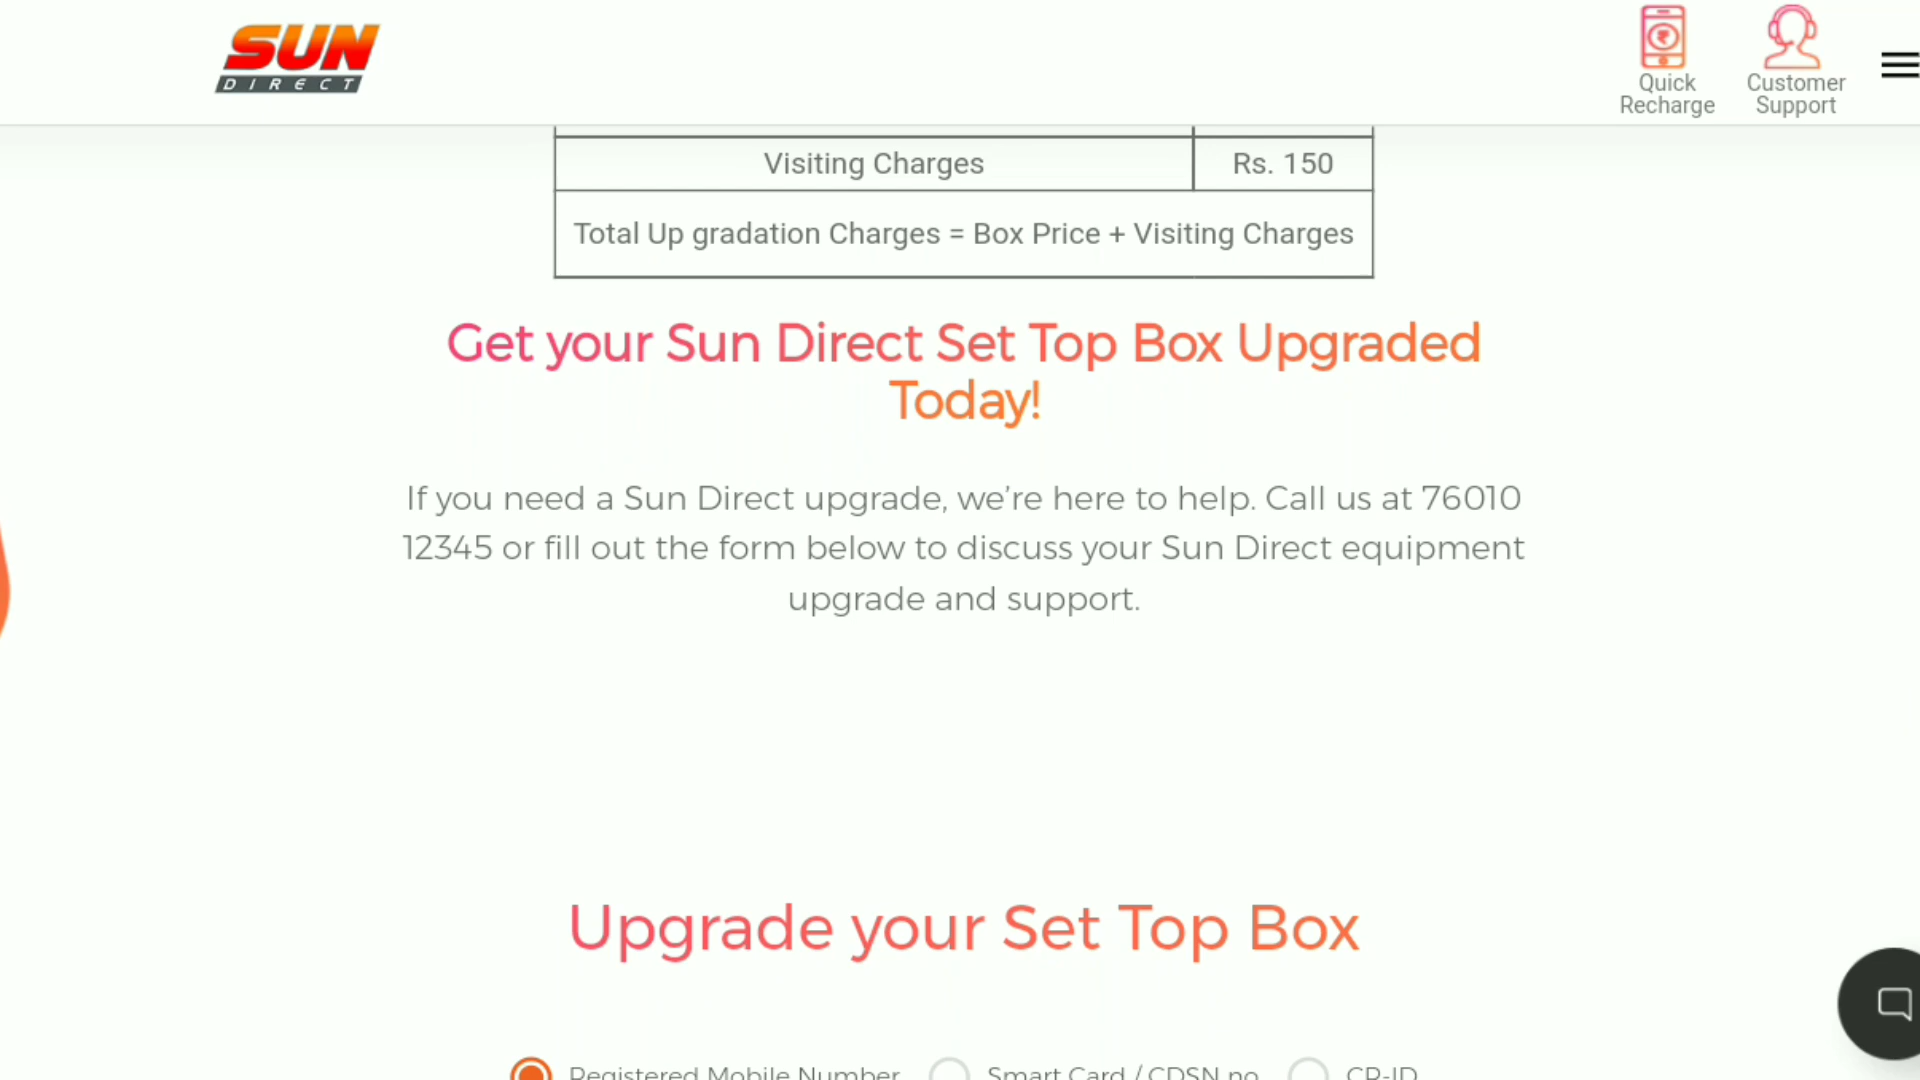 SUN
DIRECT
Quick
Recharge
Customer
Support
Visiting Charges Rs. 150
Total Up gradation Charges = Box Price + Visiting Charges
Get your Sun Direct Set Top Box Upgraded
Today!
If you need a Sun Direct upgrade, we’re here to help. Call us at 76010
12345 or fill out the form below to discuss your Sun Direct equipment
upgrade and support.
Upgrade your Set Top Box
Registered Mobile Number Smart Card / CDSN no CR-ID